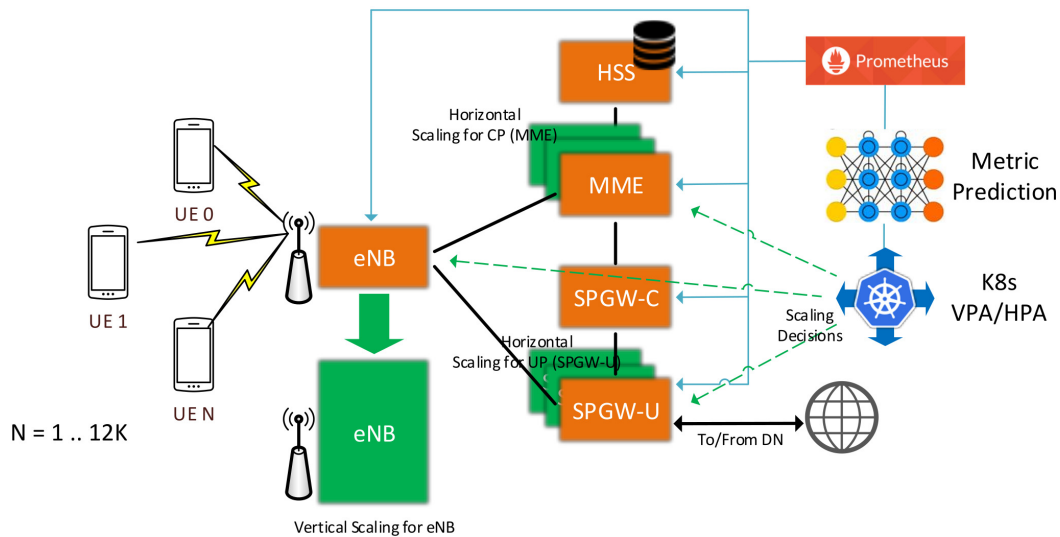 HSS
Prometheus
Horizontal
Scaling for CP (MME)
MME
Metric
Prediction
UE 0
eNB
SPGW-C
K8s
VPA/HPA
UE 1
Scaling
Decisions
Horizontal
Scaling for UP (SPGW-U)
UE N
eNB
SPGW-U
N = 1 .. 12K
To/From DN
Vertical Scaling for eNB